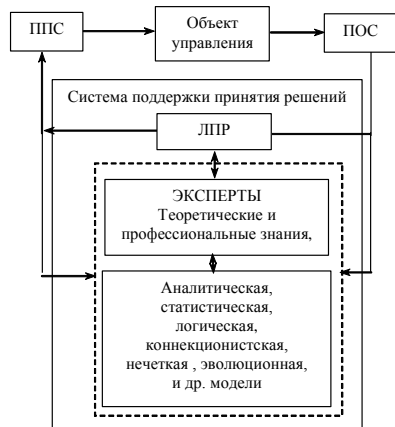 ППС
Объект
управления
ПОС
Система поддержки принятия решений
ЛПР
ЭКСПЕРТЫ
Теоретические и
профессиональные знания,
Аналитическая,
статистическая,
логическая,
коннекционистская,
нечеткая , эволюционная,
и др. модели